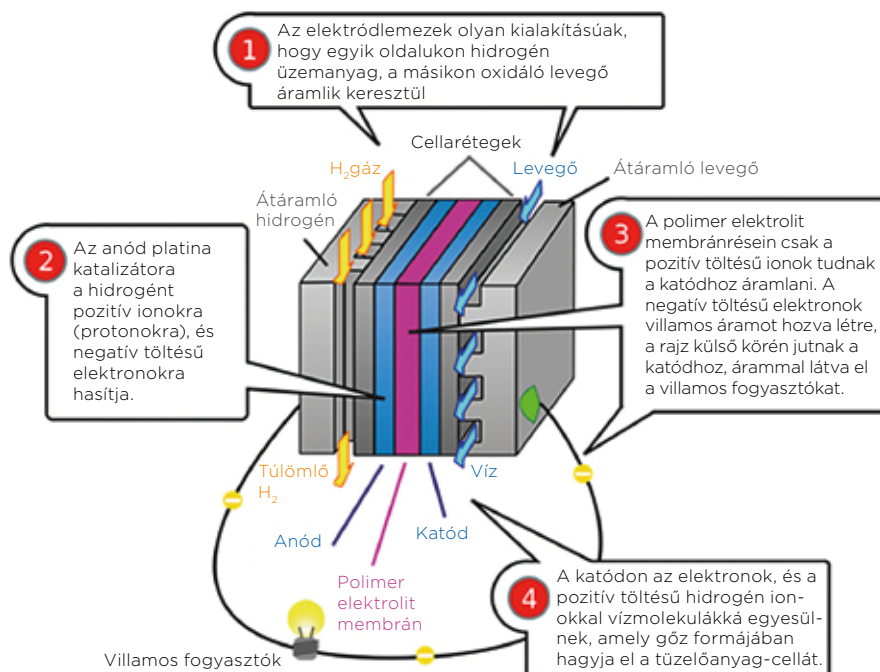 1
Az elektródlemezek olyan kialakításúak,
hogy egyik oldalukon hidrogén
üzemanyag, a másikon oxidáló levegő
áramlik keresztül
Cellarétegek
H₂gáz
Levegő
Átáramló levegő
Átáramló
hidrogén
2
Az anód platina
katalizátora
a hidrogént
pozitív ionokra
(protonokra), és
negatív töltésű
elektronokra
hasítja.
3
A polimer elektrolit
membránrésein csak a
pozitív töltésű ionok tudnak
a katódhoz áramlani. A
negatív töltésű elektronok
villamos áramot hozva létre,
a rajz külső körén jutnak a
katódhoz, árammal látva el
a villamos fogyasztókat.
Túlömlő
H₂
Víz
Anód
Katód
Polimer
elektrolit
membrán
Villamos fogyasztók
4
A katódon az elektronok, és a
pozitív töltésű hidrogén ion-
okkal vízmolekulákká egyesül-
nek, amely gőz formájában
hagyja el a tüzelőanyag-cellát.